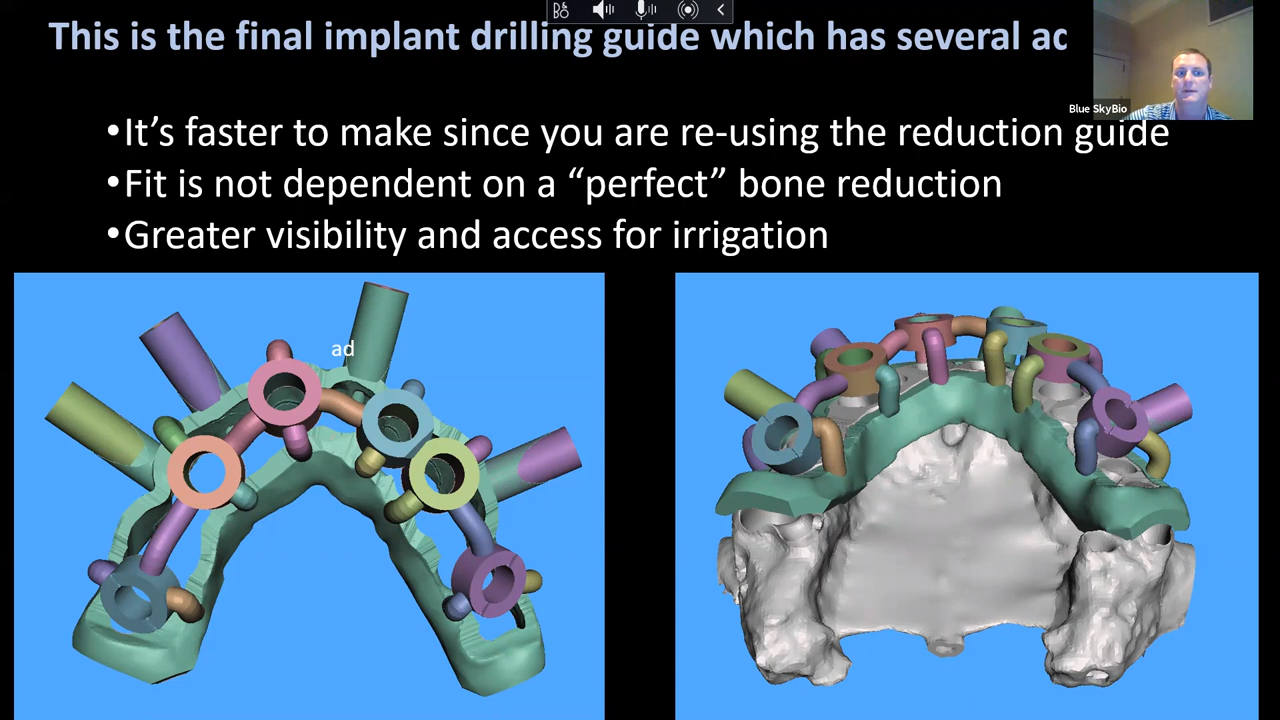 This is the final implant drilling guide which has several ad
Blue SkyBio
•It’s faster to make since you are re-using the reduction guide
•Fit is not dependent on a “perfect” bone reduction
•Greater visibility and access for irrigation
ad